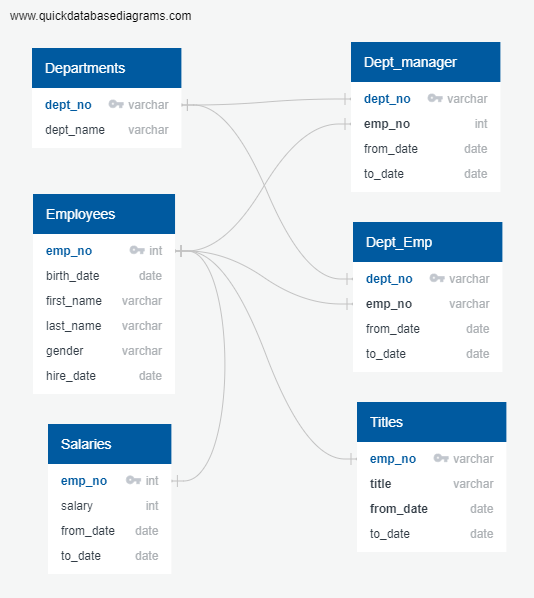 www.quickdatabasediagrams.com
Departments
dept_no varchar
dept_name varchar
Employees
emp_no int
birth_date date
first_name varchar
last_name varchar
gender varchar
hire_date date
Salaries
emp_no int
salary int
from_date date
to_date date
Dept_manager
dept_no varchar
emp_no int
from_date date
to_date date
Dept_Emp
dept_no varchar
emp_no varchar
from_date date
to_date date
Titles
emp_no varchar
title varchar
from_date date
to_date date